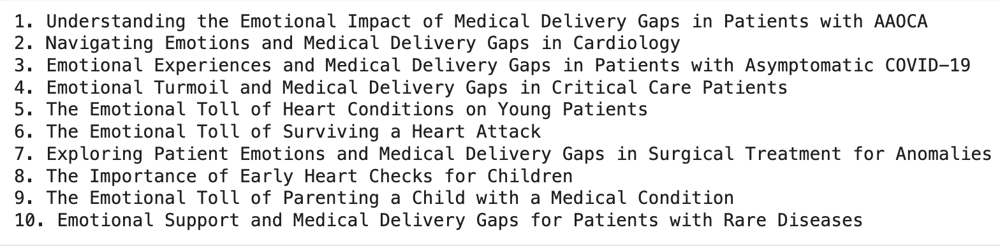 1. Understanding the Emotional Impact of Medical Delivery Gaps in Patients with AAOCA
2. Navigating Emotions and Medical Delivery Gaps in Cardiology
3. Emotional Experiences and Medical Delivery Gaps in Patients with Asymptomatic COVID-19
4. Emotional Turmoil and Medical Delivery Gaps in Critical Care Patients
5. The Emotional Toll of Heart Conditions on Young Patients
6. The Emotional Toll of Surviving a Heart Attack
7. Exploring Patient Emotions and Medical Delivery Gaps in Surgical Treatment for Anomalies
8. The Importance of Early Heart Checks for Children
9. The Emotional Toll of Parenting a Child with a Medical Condition
10. Emotional Support and Medical Delivery Gaps for Patients with Rare Diseases